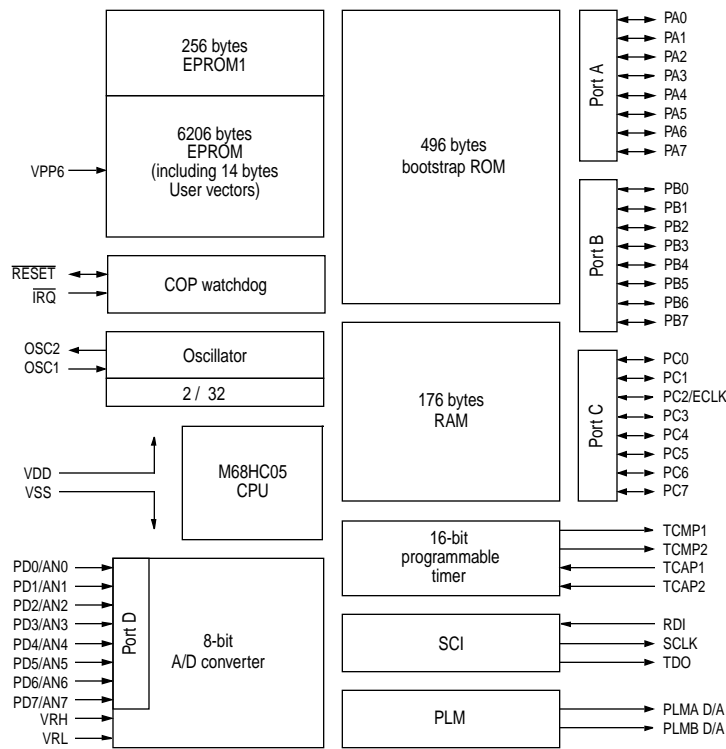 256 bytes
EPROM1
6206 bytes
EPROM
(including 14 bytes
User vectors)
VPP6
RESET
IRQ
COP watchdog
OSC2
OSC1
Oscillator
2 / 32
VDD
VSS
M68HC05
CPU
PD0/AN0
PD1/AN1
PD2/AN2
PD3/AN3
PD4/AN4
PD5/AN5
PD6/AN6
PD7/AN7
VRH
VRL
Port D
8-bit
A/D converter
496 bytes
bootstrap ROM
176 bytes
RAM
16-bit
programmable
timer
SCI
PLM
Port A
PA0
PA1
PA2
PA3
PA4
PA5
PA6
PA7
Port B
PB0
PB1
PB2
PB3
PB4
PB5
PB6
PB7
Port C
PC0
PC1
PC2/ECLK
PC3
PC4
PC5
PC6
PC7
TCMP1
TCMP2
TCAP1
TCAP2
RDI
SCLK
TDO
PLMA D/A
PLMB D/A